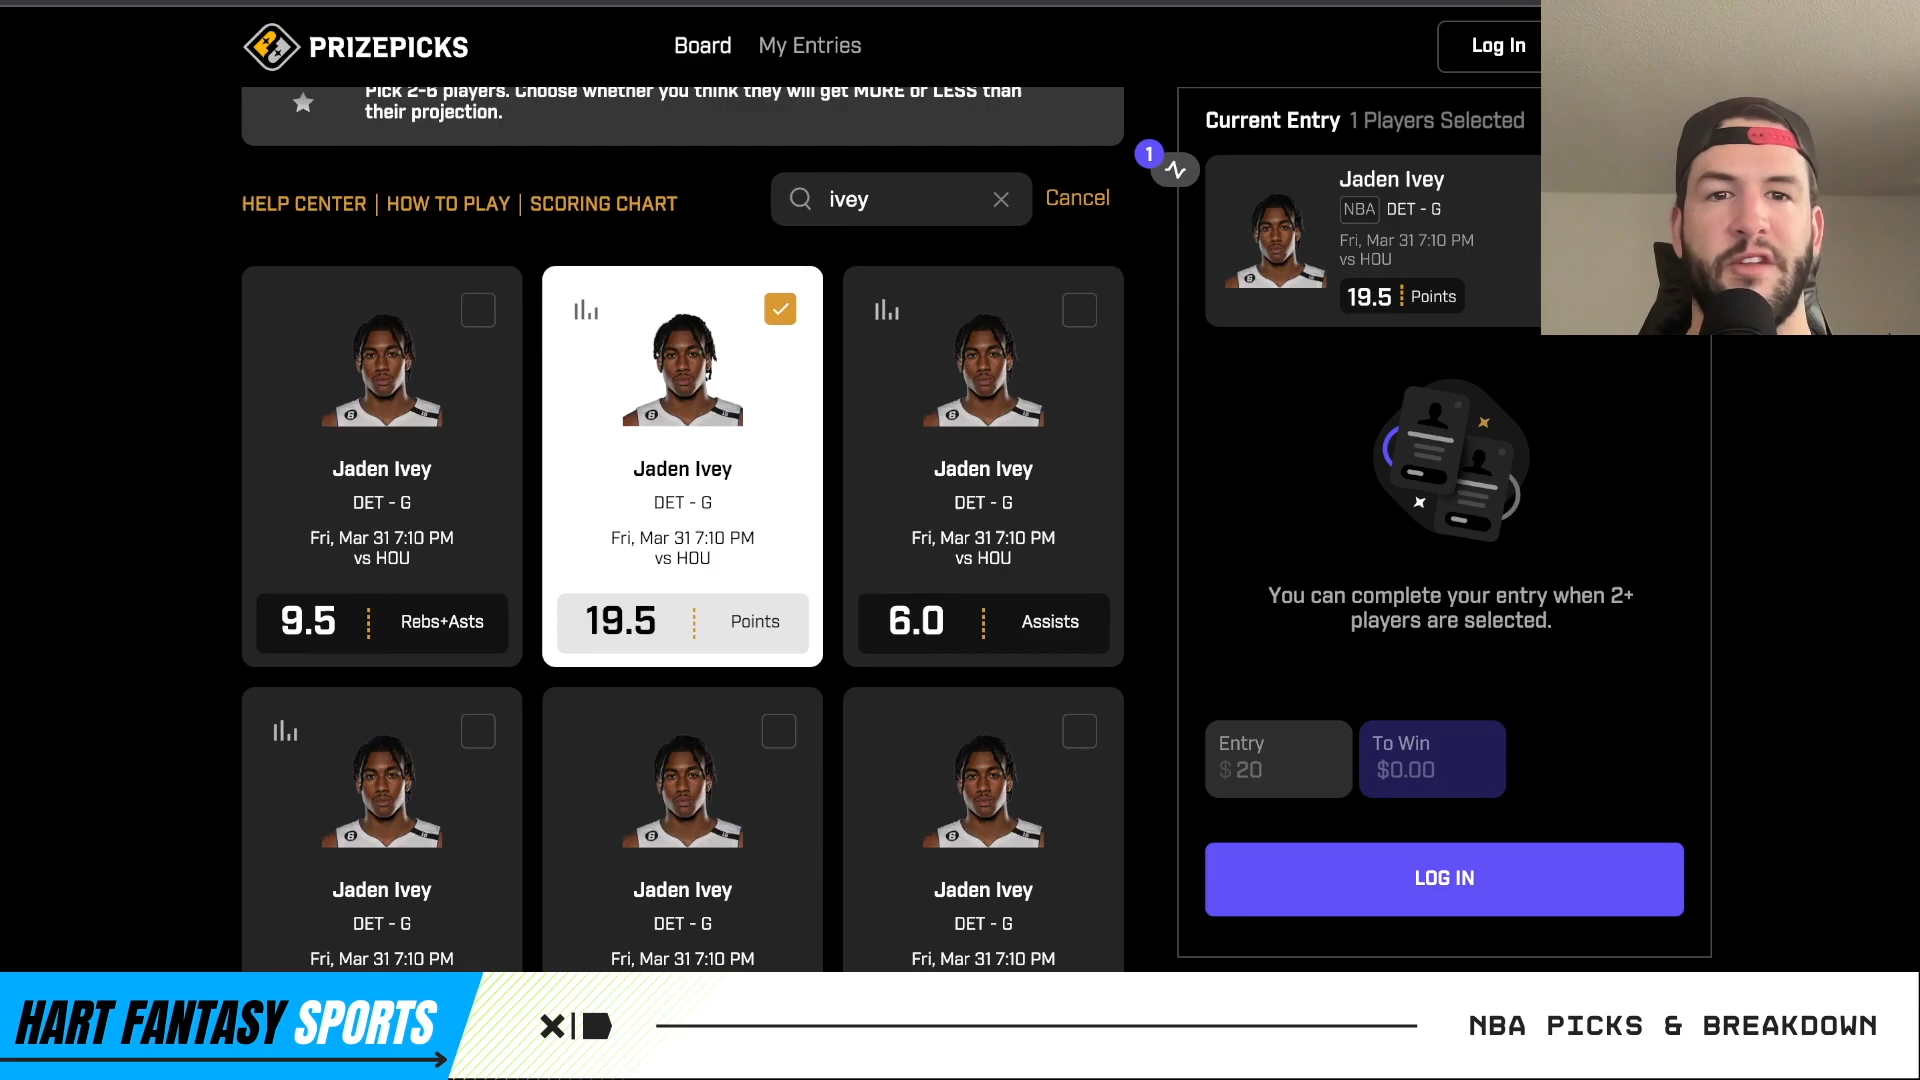 PRIZEPICKS
Board
My Entries
Log In
Pick 2-6 players. Choose whether you think they will get MORE or LESS than
their projection.
HELP CENTER | HOW TO PLAY | SCORING CHART
ivey
Cancel
Jaden Ivey
DET - G
Fri, Mar 31 7:10 PM
vs HOU
9.5
Rebs+Asts
Jaden Ivey
DET - G
Fri, Mar 31 7:10 PM
vs HOU
19.5
Points
Jaden Ivey
DET - G
Fri, Mar 31 7:10 PM
vs HOU
6.0
Assists
Jaden Ivey
DET - G
Fri, Mar 31 7:10 PM
Jaden Ivey
DET - G
Fri, Mar 31 7:10 PM
Jaden Ivey
DET - G
Fri, Mar 31 7:10 PM
1
Current Entry 1 Players Selected
Jaden Ivey
NBA DET - G
Fri, Mar 31 7:10 PM
vs HOU
19.5 Points
You can complete your entry when 2+
players are selected.
Entry
$ 20
To Win
$0.00
LOG IN
HART FANTASY SPORTS
NBA PICKS & BREAKDOWN